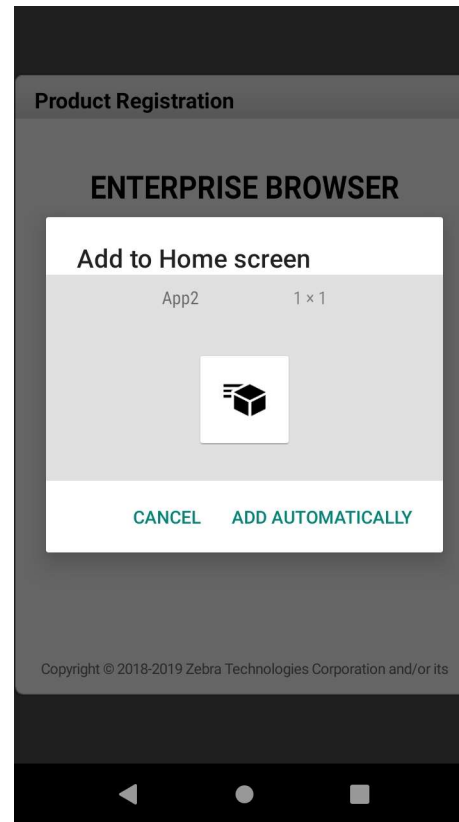 Product Registration
ENTERPRISE BROWSER
Add to Home screen
App2 1 × 1
CANCEL ADD AUTOMATICALLY
Copyright © 2018-2019 Zebra Technologies Corporation and/or its